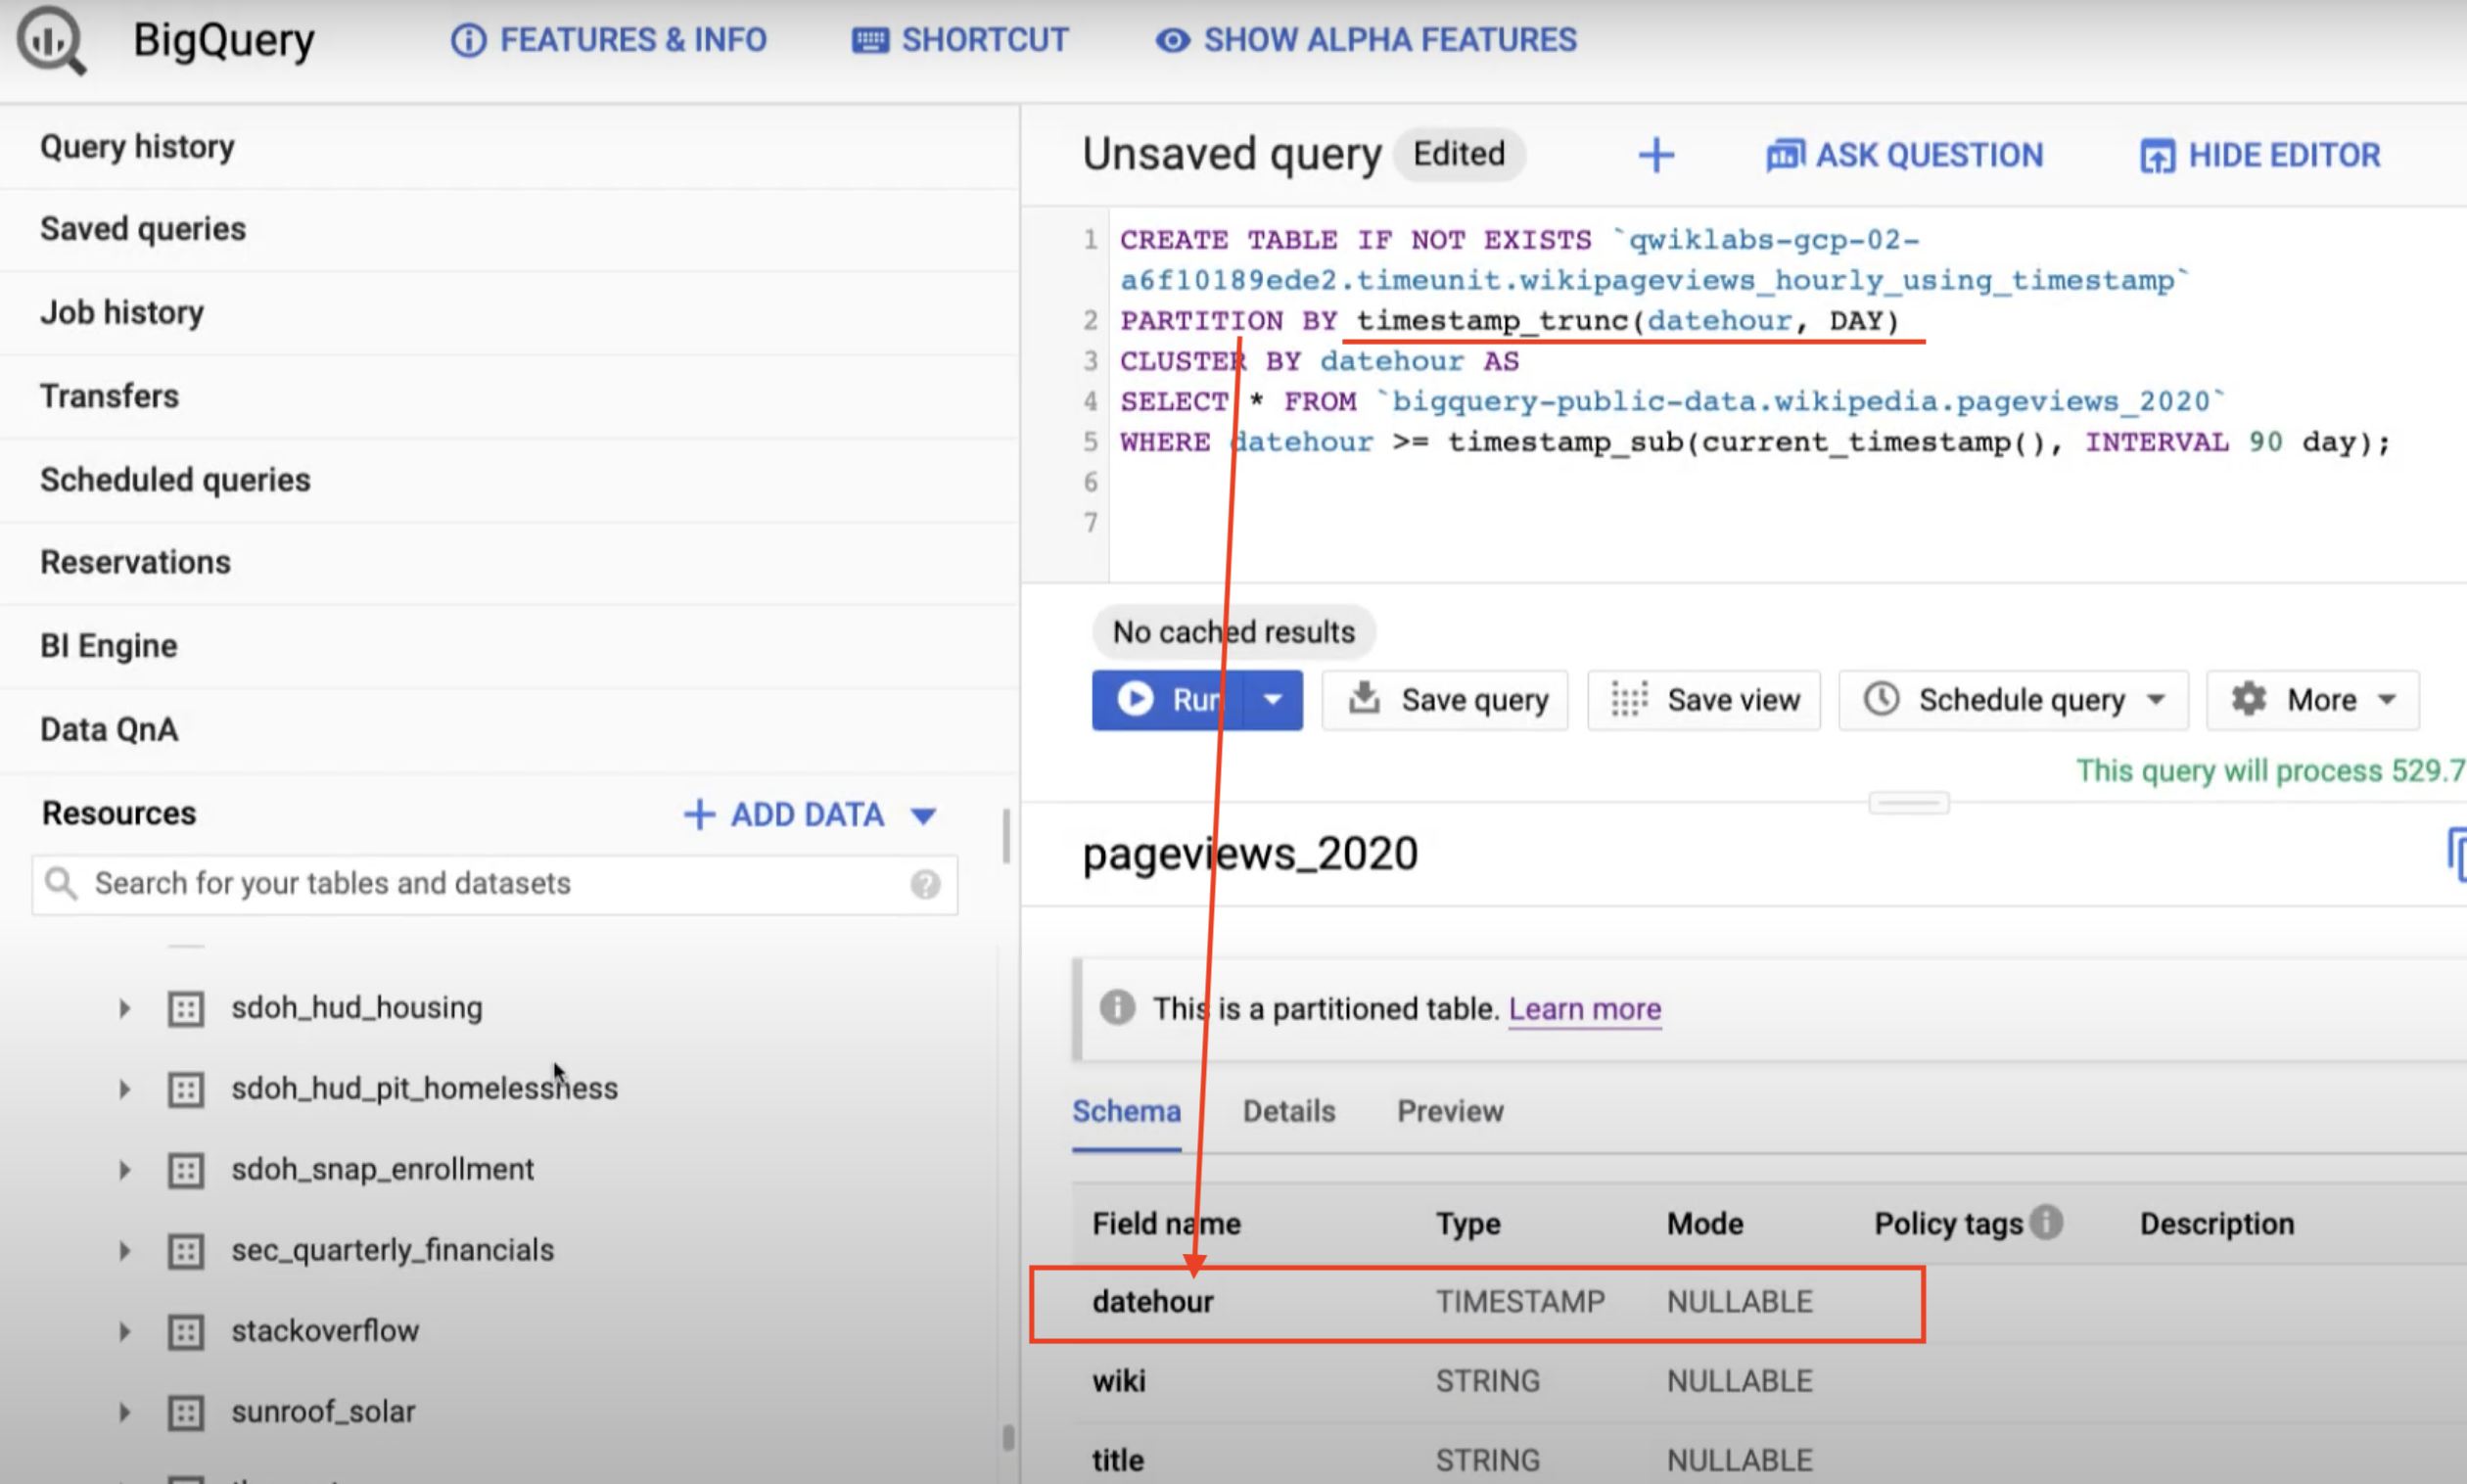 BigQuery
FEATURES & INFO
SHORTCUT
SHOW ALPHA FEATURES
Query history
Saved queries
Job history
Transfers
Scheduled queries
Reservations
BI Engine
Data QnA
Resources
ADD DATA
Search for your tables and datasets
sdoh_hud_housing
sdoh_hud_pit_homelessness
sdoh_snap_enrollment
sec_quarterly_financials
stackoverflow
sunroof_solar
Unsaved query Edited
ASK QUESTION
HIDE EDITOR
1 CREATE TABLE IF NOT EXISTS `qwiklabs-gcp-02-
a6f10189ede2.timeunit.wikipageviews_hourly_using_timestamp`
2 PARTITION BY timestamp_trunc(datehour, DAY)
3 CLUSTER BY datehour AS
4 SELECT * FROM `bigquery-public-data.wikipedia.pageviews_2020`
5 WHERE datehour >= timestamp_sub(current_timestamp(), INTERVAL 90 day);
6
7
No cached results
Run
Save query
Save view
Schedule query
More
This query will process 529.7
pageviews_2020
This is a partitioned table. Learn more
Schema Details Preview
Field name Type Mode Policy tags Description
datehour TIMESTAMP NULLABLE
wiki STRING NULLABLE
title STRING NULLABLE